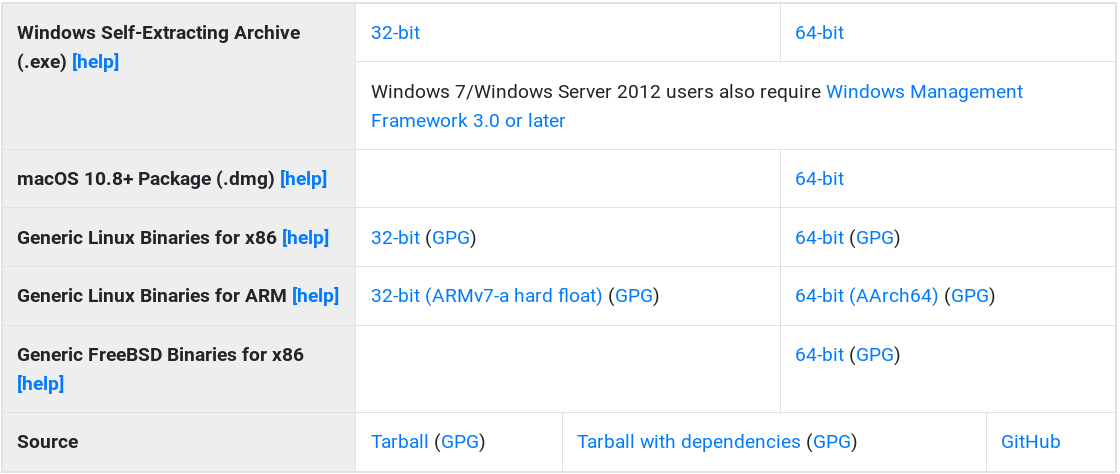 Windows Self-Extracting Archive
(.exe) [help]
32-bit
64-bit
Windows 7/Windows Server 2012 users also require Windows Management
Framework 3.0 or later
macOS 10.8+ Package (.dmg) [help]
64-bit
Generic Linux Binaries for x86 [help]
32-bit (GPG)
64-bit (GPG)
Generic Linux Binaries for ARM [help]
32-bit (ARMv7-a hard float) (GPG)
64-bit (AArch64) (GPG)
Generic FreeBSD Binaries for x86
[help]
64-bit (GPG)
Source
Tarball (GPG)
Tarball with dependencies (GPG)
GitHub